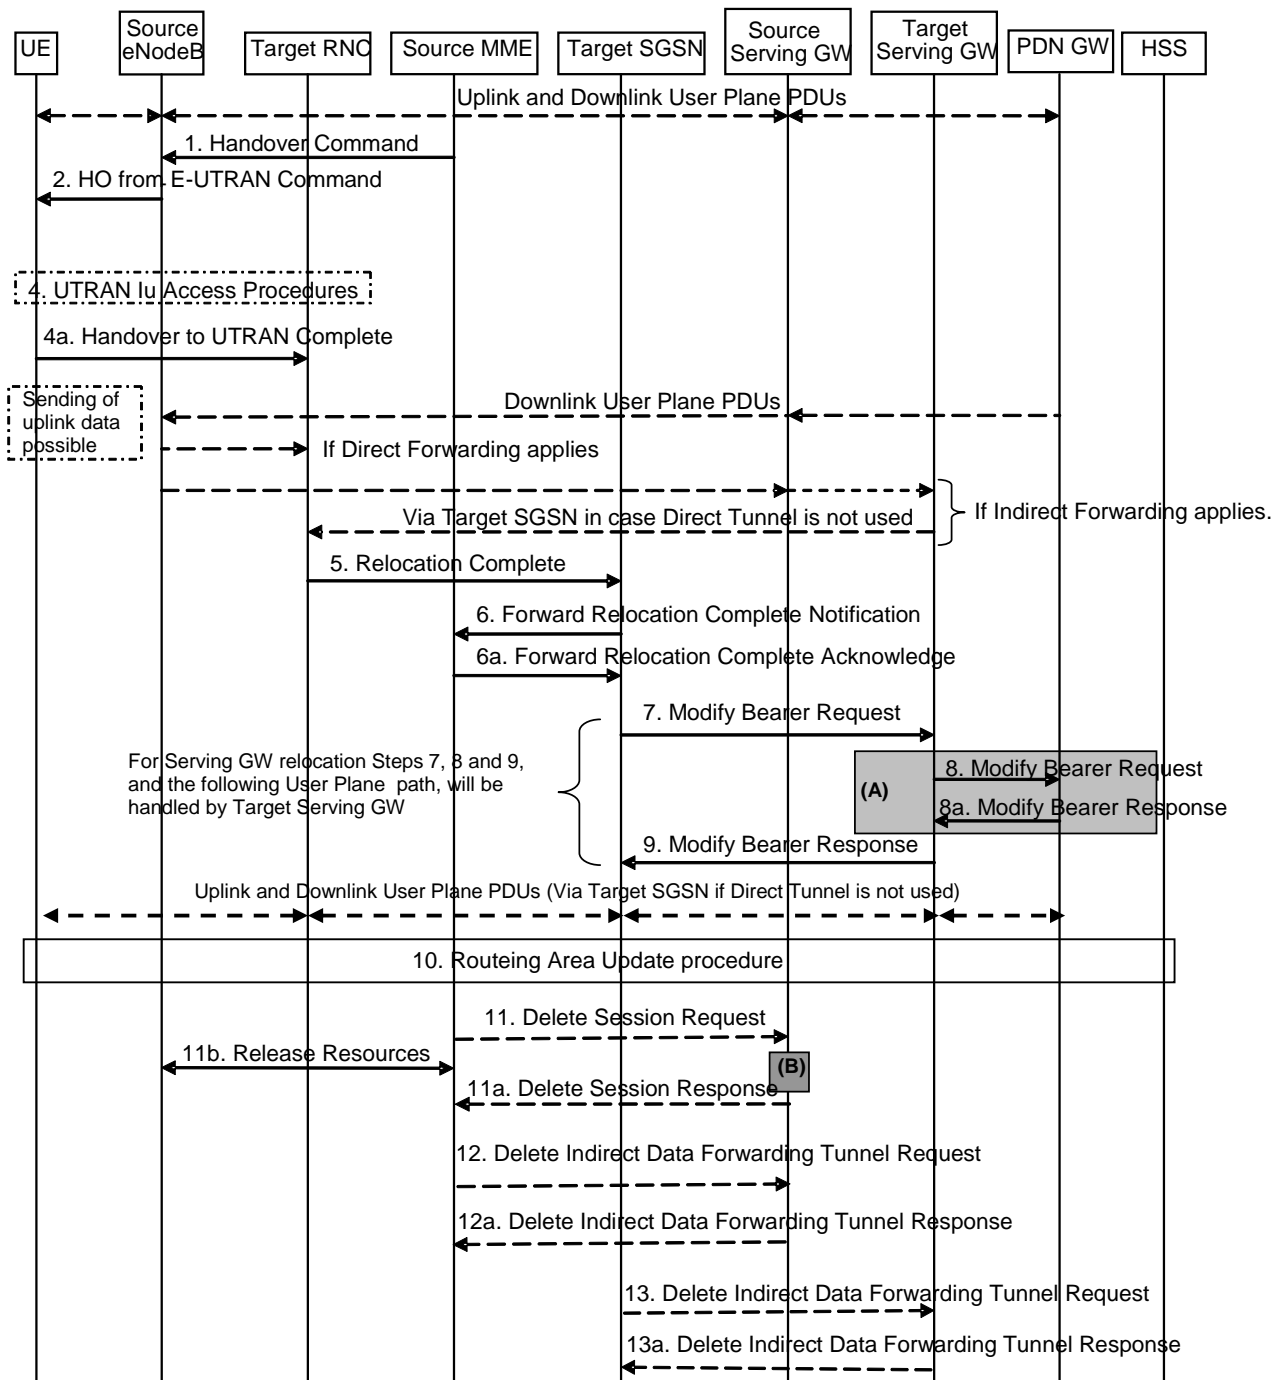 Source
eNodeB
UE
Target RNC
Source MME
Target SGSN
Source
Serving GW
Target
Serving GW
PDN GW
HSS
Uplink and Downlink User Plane PDUs
1. Handover Command
2. HO from E-UTRAN Command
4. UTRAN Iu Access Procedures
4a. Handover to UTRAN Complete
Sending of
uplink data
possible
Downlink User Plane PDUs
If Direct Forwarding applies
Via Target SGSN in case Direct Tunnel is not used
If Indirect Forwarding applies.
5. Relocation Complete
6. Forward Relocation Complete Notification
6a. Forward Relocation Complete Acknowledge
7. Modify Bearer Request
For Serving GW relocation Steps 7, 8 and 9,
and the following User Plane path, will be
handled by Target Serving GW
(A)
8. Modify Bearer Request
8a. Modify Bearer Response
9. Modify Bearer Response
Uplink and Downlink User Plane PDUs (Via Target SGSN if Direct Tunnel is not used)
10. Routeing Area Update procedure
11. Delete Session Request
11b. Release Resources
(B)
11a. Delete Session Response
12. Delete Indirect Data Forwarding Tunnel Request
12a. Delete Indirect Data Forwarding Tunnel Response
13. Delete Indirect Data Forwarding Tunnel Request
13a. Delete Indirect Data Forwarding Tunnel Response